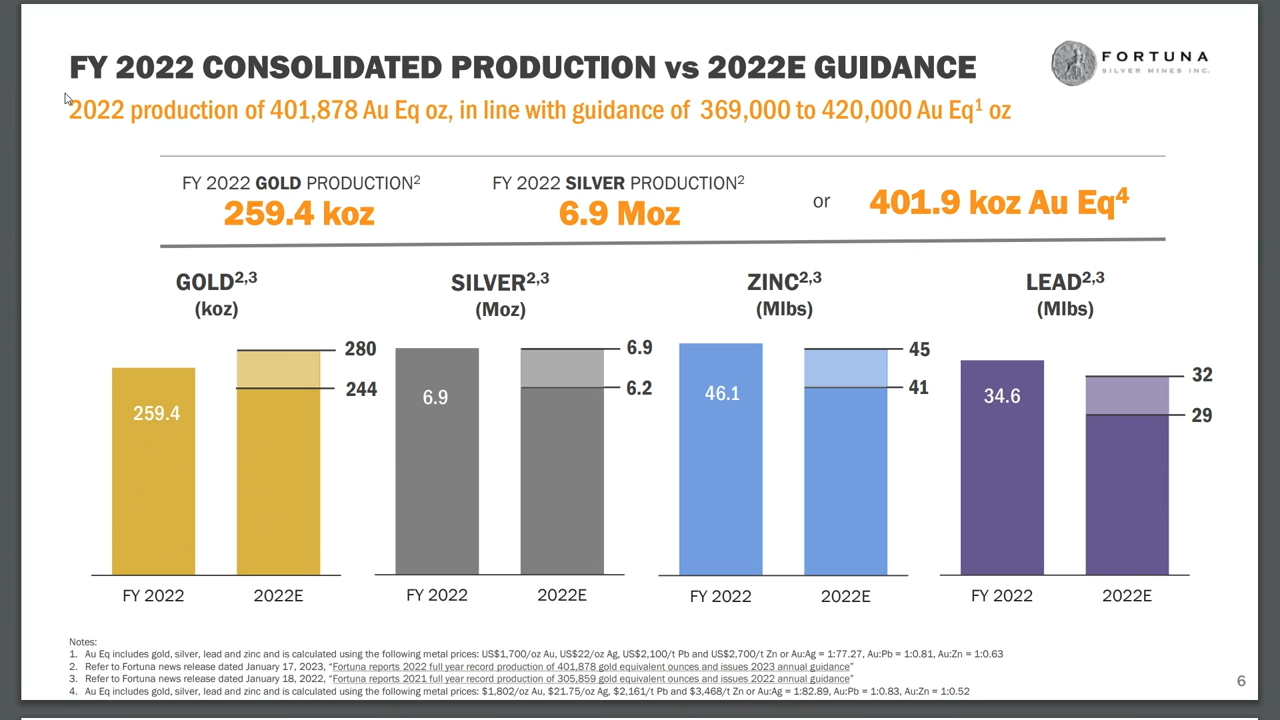 FY 2022 CONSOLIDATED PRODUCTION vs 2022E GUIDANCE
FORTUNA
SILVER MINES INC.
2022 production of 401,878 Au Eq oz, in line with guidance of 369,000 to 420,000 Au Eq¹ oz
FY 2022 GOLD PRODUCTION²
259.4 koz
FY 2022 SILVER PRODUCTION²
6.9 Moz
or
401.9 koz Au Eq⁴
GOLD²,³
(koz)
280
244
259.4
FY 2022
2022E
SILVER²,³
(Moz)
6.9
6.2
6.9
FY 2022
2022E
ZINC²,³
(Mlbs)
45
41
46.1
FY 2022
2022E
LEAD²,³
(Mlbs)
32
29
34.6
FY 2022
2022E
Notes:
1. Au Eq includes gold, silver, lead and zinc and is calculated using the following metal prices: US$1,700/oz Au, US$22/oz Ag, US$2,100/t Pb and US$2,700/t Zn or Au:Ag = 1:77.27, Au:Pb = 1:0.81, Au:Zn = 1:0.63
2. Refer to Fortuna news release dated January 17, 2023, “Fortuna reports 2022 full year record production of 401,878 gold equivalent ounces and issues 2023 annual guidance”
3. Refer to Fortuna news release dated January 18, 2022, “Fortuna reports 2021 full year record production of 305,859 gold equivalent ounces and issues 2022 annual guidance”
4. Au Eq includes gold, silver, lead and zinc and is calculated using the following metal prices: $1,802/oz Au, $21.75/oz Ag, $2,161/t Pb and $3,468/t Zn or Au:Ag = 1:82.89, Au:Pb = 1:0.83, Au:Zn = 1:0.52
6